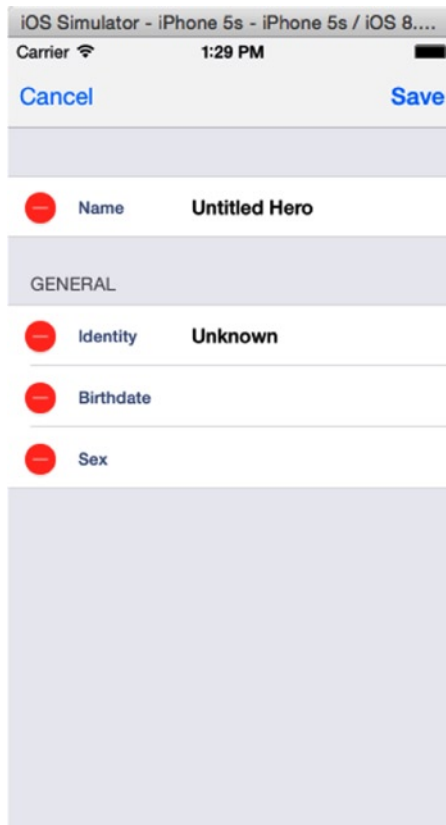 iOS Simulator - iPhone 5s - iPhone 5s / iOS 8....
Carrier 1:29 PM
Cancel Save
Name Untitled Hero
GENERAL
Identity Unknown
Birthdate
Sex